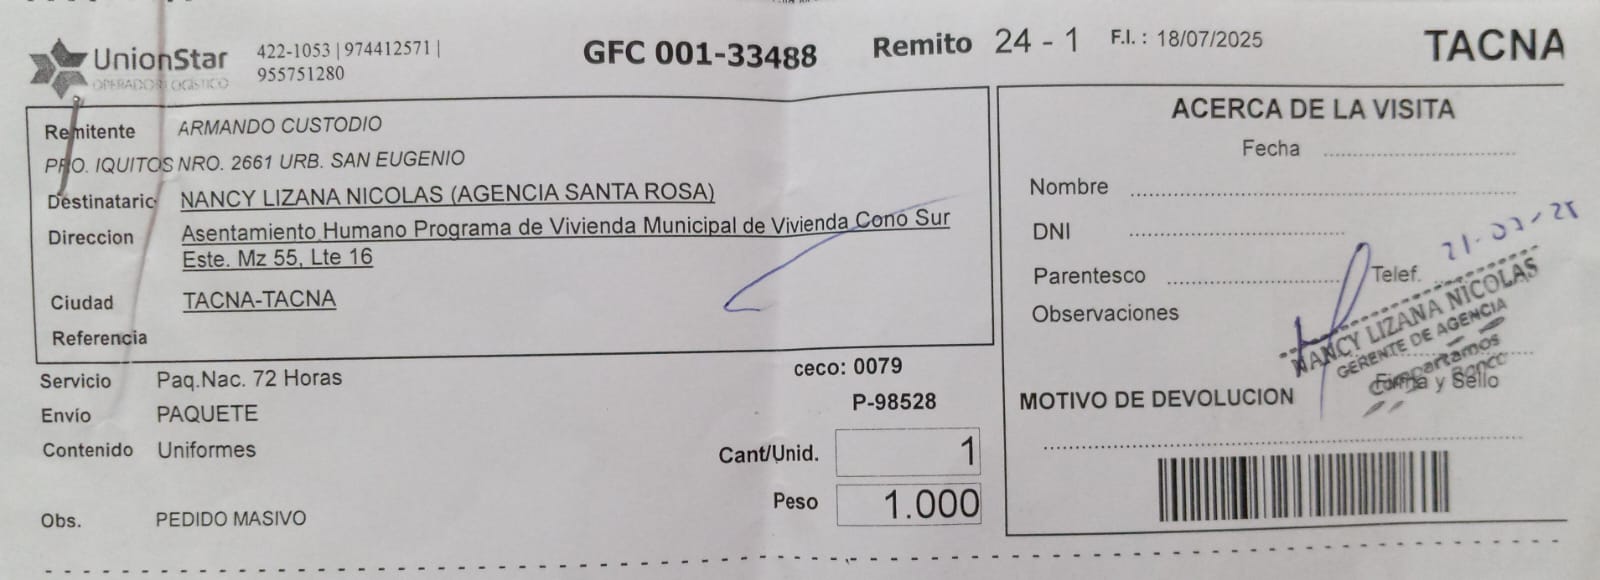 UnionStar
OPERADOR LOGISTICO
422-1053 | 974412571 |
955751280
GFC 001-33488
Remito 24 - 1
F.I. : 18/07/2025
TACNA
Remitente ARMANDO CUSTODIO
PRO. IQUITOS NRO. 2661 URB. SAN EUGENIO
Destinatario NANCY LIZANA NICOLAS (AGENCIA SANTA ROSA)
Direccion Asentamiento Humano Programa de Vivienda Municipal de Vivienda Cono Sur
Este. Mz 55, Lte 16
Ciudad TACNA-TACNA
Referencia
Servicio Paq.Nac. 72 Horas
Envío PAQUETE
Contenido Uniformes
Obs. PEDIDO MASIVO
ceco: 0079
P-98528
Cant/Unid. 1
Peso 1.000
ACERCA DE LA VISITA
Fecha
Nombre
DNI
Parentesco
Telef.
Observaciones
NANCY LIZANA NICOLAS
GERENTE DE AGENCIA
Compartamos
Banco
Firma y Sello
MOTIVO DE DEVOLUCION